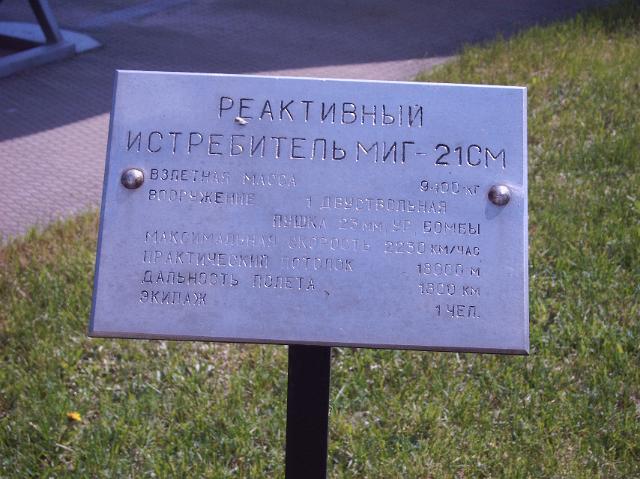 РЕАКТИВНЫЙ
ИСТРЕБИТЕЛЬ МИГ-21СМ
ВЗЛЕТНАЯ МАССА 9400 кг
ВООРУЖЕНИЕ 1 ДВУСТВОЛЬНАЯ
ПУШКА 23 мм, УР, БОМБЫ
МАКСИМАЛЬНАЯ СКОРОСТЬ 2230 КМ/ЧАС
ПРАКТИЧЕСКИЙ ПОТОЛОК 18000 М
ДАЛЬНОСТЬ ПОЛЕТА 1800 КМ
ЭКИПАЖ 1 ЧЕЛ.